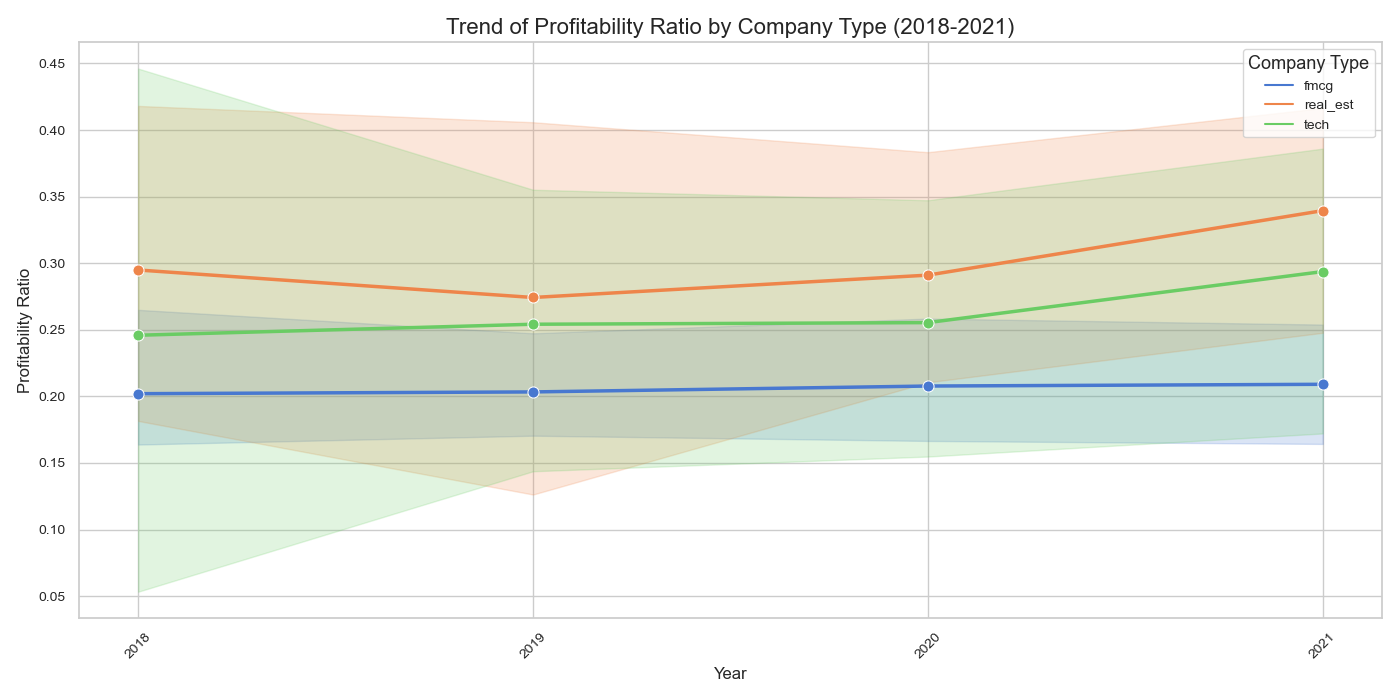 Trend of Profitability Ratio by Company Type (2018-2021)
Company Type
fmcg
real_est
tech
Profitability Ratio
0.45
0.40
0.35
0.30
0.25
0.20
0.15
0.10
0.05
2018
2019
2020
2021
Year